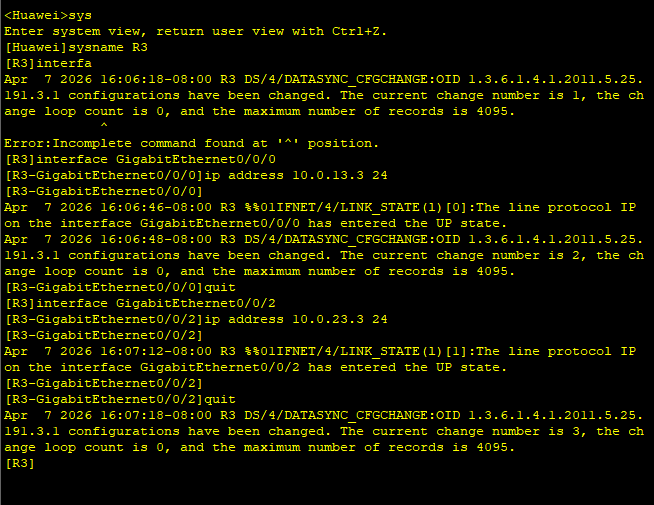 <Huawei>sys
Enter system view, return user view with Ctrl+Z.
[Huawei]sysname R3
[R3]interfa
Apr  7 2026 16:06:18-08:00 R3 DS/4/DATASYNC_CFGCHANGE:OID 1.3.6.1.4.1.2011.5.25.
191.3.1 configurations have been changed. The current change number is 1, the ch
ange loop count is 0, and the maximum number of records is 4095.
            ^
Error:Incomplete command found at '^' position.
[R3]interface GigabitEthernet0/0/0
[R3-GigabitEthernet0/0/0]ip address 10.0.13.3 24
[R3-GigabitEthernet0/0/0]
Apr  7 2026 16:06:46-08:00 R3 %%01IFNET/4/LINK_STATE(l)[0]:The line protocol IP
on the interface GigabitEthernet0/0/0 has entered the UP state.
Apr  7 2026 16:06:48-08:00 R3 DS/4/DATASYNC_CFGCHANGE:OID 1.3.6.1.4.1.2011.5.25.
191.3.1 configurations have been changed. The current change number is 2, the ch
ange loop count is 0, and the maximum number of records is 4095.
[R3-GigabitEthernet0/0/0]quit
[R3]interface GigabitEthernet0/0/2
[R3-GigabitEthernet0/0/2]ip address 10.0.23.3 24
[R3-GigabitEthernet0/0/2]
Apr  7 2026 16:07:12-08:00 R3 %%01IFNET/4/LINK_STATE(l)[1]:The line protocol IP
on the interface GigabitEthernet0/0/2 has entered the UP state.
[R3-GigabitEthernet0/0/2]
[R3-GigabitEthernet0/0/2]quit
Apr  7 2026 16:07:18-08:00 R3 DS/4/DATASYNC_CFGCHANGE:OID 1.3.6.1.4.1.2011.5.25.
191.3.1 configurations have been changed. The current change number is 3, the ch
ange loop count is 0, and the maximum number of records is 4095.
[R3]